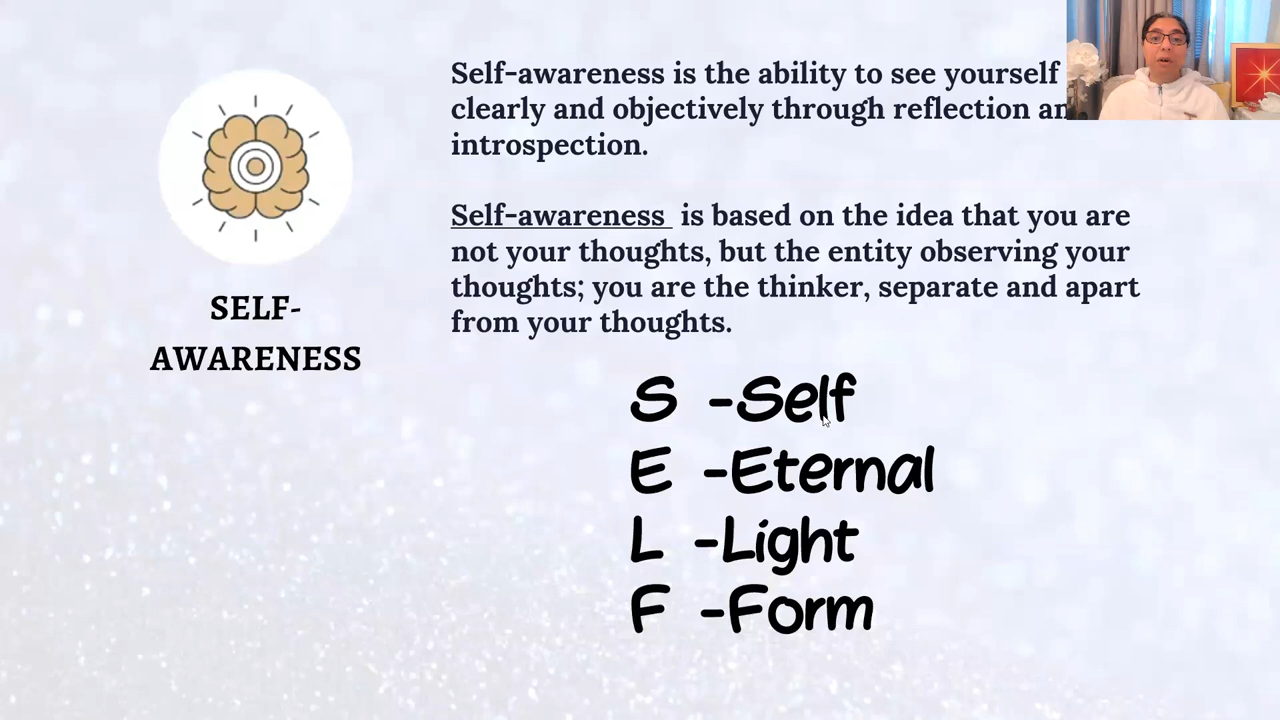 SELF-
AWARENESS
Self-awareness is the ability to see yourself
clearly and objectively through reflection
introspection.
Self-awareness is based on the idea that you are
not your thoughts, but the entity observing your
thoughts; you are the thinker, separate and apart
from your thoughts.
S -Self
E -Eternal
L -Light
F -Form